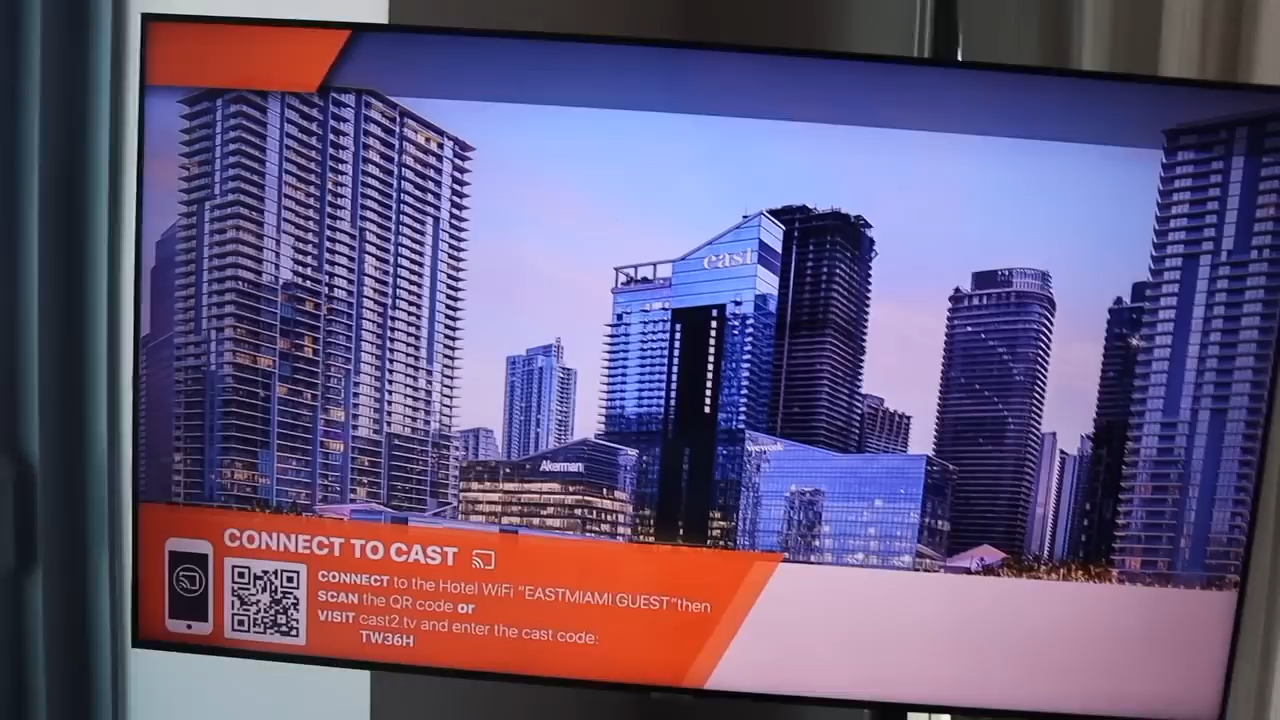 east
Akerman
wework
CONNECT TO CAST
CONNECT to the Hotel WiFi "EASTMIAMI GUEST"then
SCAN the QR code or
VISIT cast2.tv and enter the cast code:
TW36H